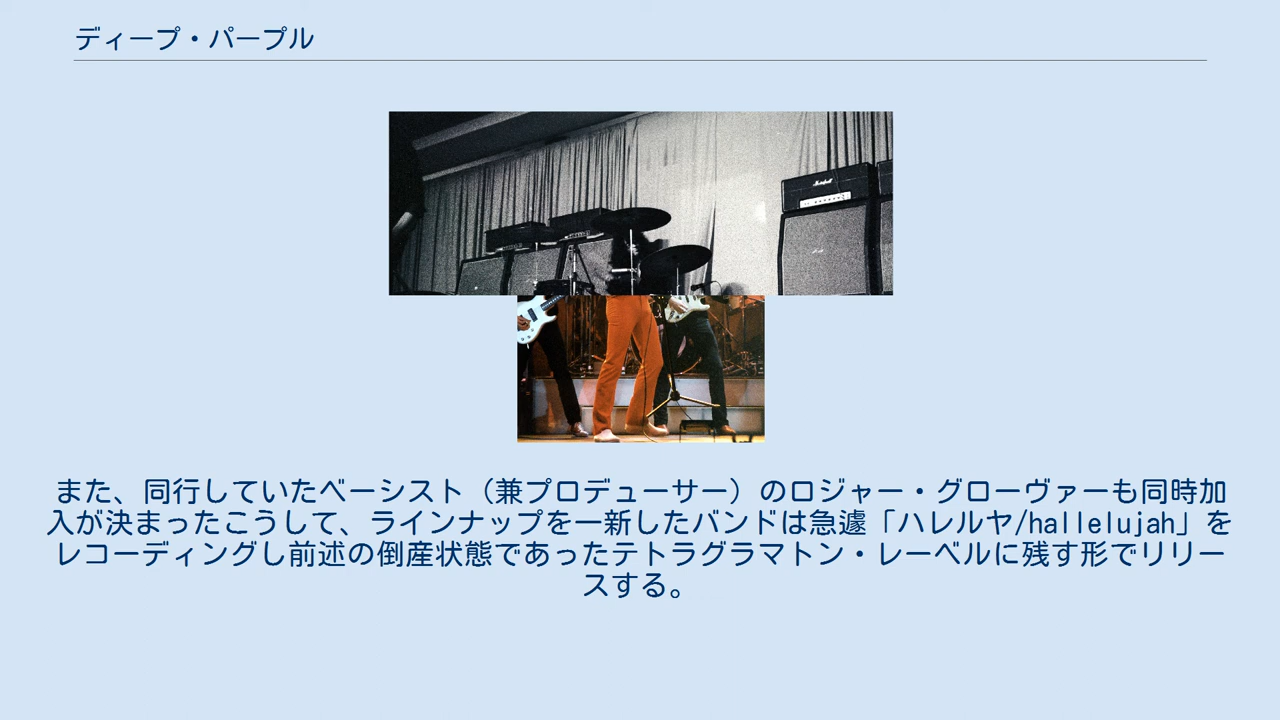 ディープ・パープル
Marshall
また、同行していたベーシスト（兼プロデューサー）のロジャー・グローヴァーも同時加
入が決まったこうして、ラインナップを一新したバンドは急遽「ハレルヤ/hallelujah」を
レコーディングし前述の倒産状態であったテトラグラマトン・レーベルに残す形でリリー
スする。